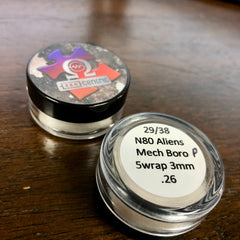 29/38
N80 Aliens
Mech Boro P
5wrap 3mm
.26